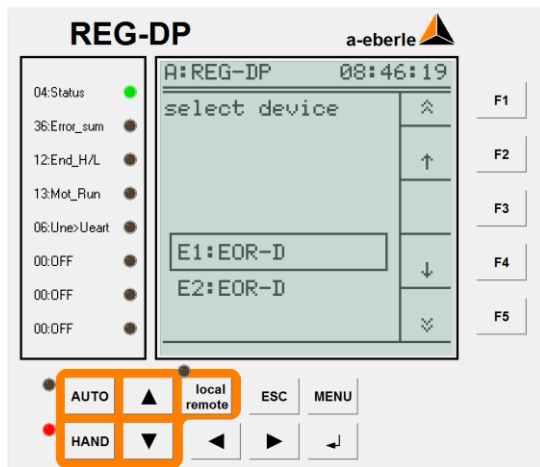 REG-DP
a-eberle
04:Status
36:Error_sum
12:End_H/L
13:Mot_Run
06:Une>Ueart
00:OFF
00:OFF
00:OFF
A:REG-DP 08:46:19
select device
E1:EOR-D
E2:EOR-D
F1
F2
F3
F4
F5
AUTO
local
remote
ESC
MENU
HAND